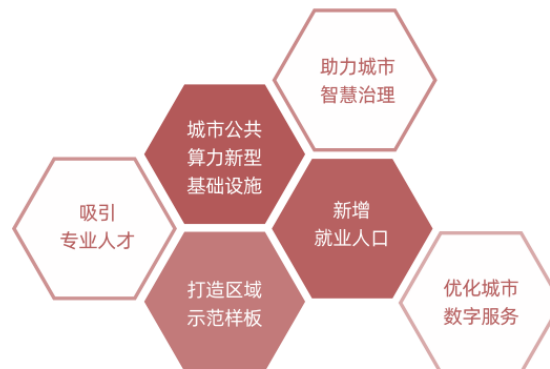 助力城市
智慧治理
城市公共
算力新型
基础设施
吸引
专业人才
新增
就业人口
打造区域
示范样板
优化城市
数字服务